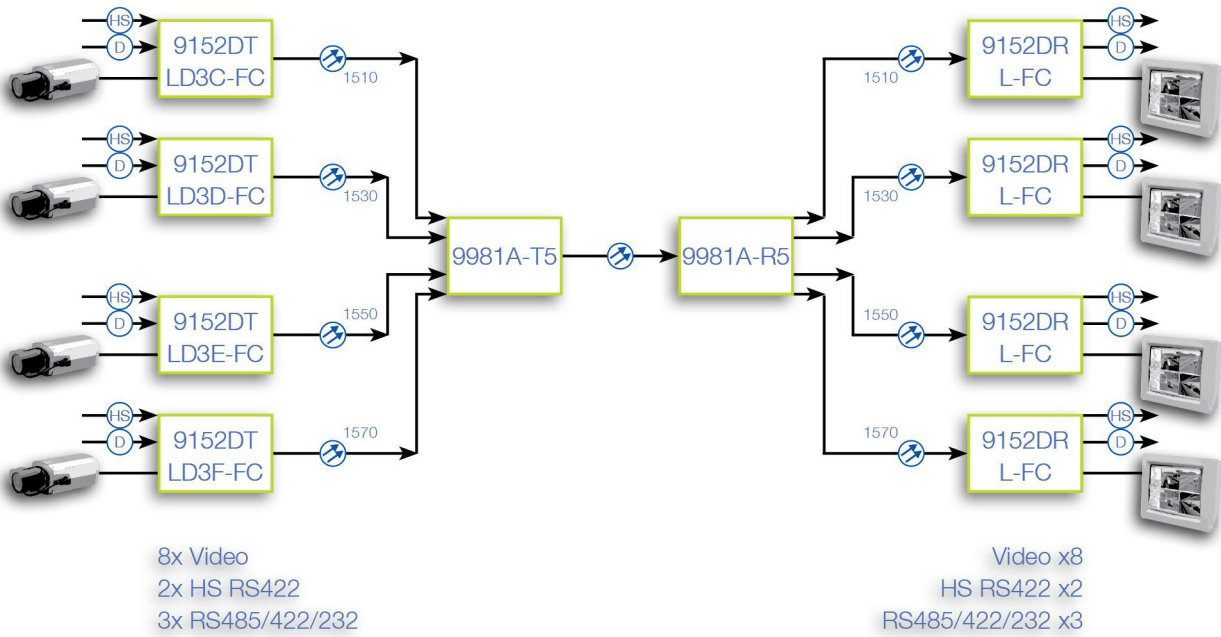 HS
D
9152DT
LD3C-FC
1510
HS
D
9152DT
LD3D-FC
1530
HS
D
9152DT
LD3E-FC
1550
HS
D
9152DT
LD3F-FC
1570
9981A-T5
9981A-R5
1510
9152DR
L-FC
HS
D
1530
9152DR
L-FC
HS
D
1550
9152DR
L-FC
HS
D
1570
9152DR
L-FC
HS
D
8x Video
2x HS RS422
3x RS485/422/232
Video x8
HS RS422 x2
RS485/422/232 x3